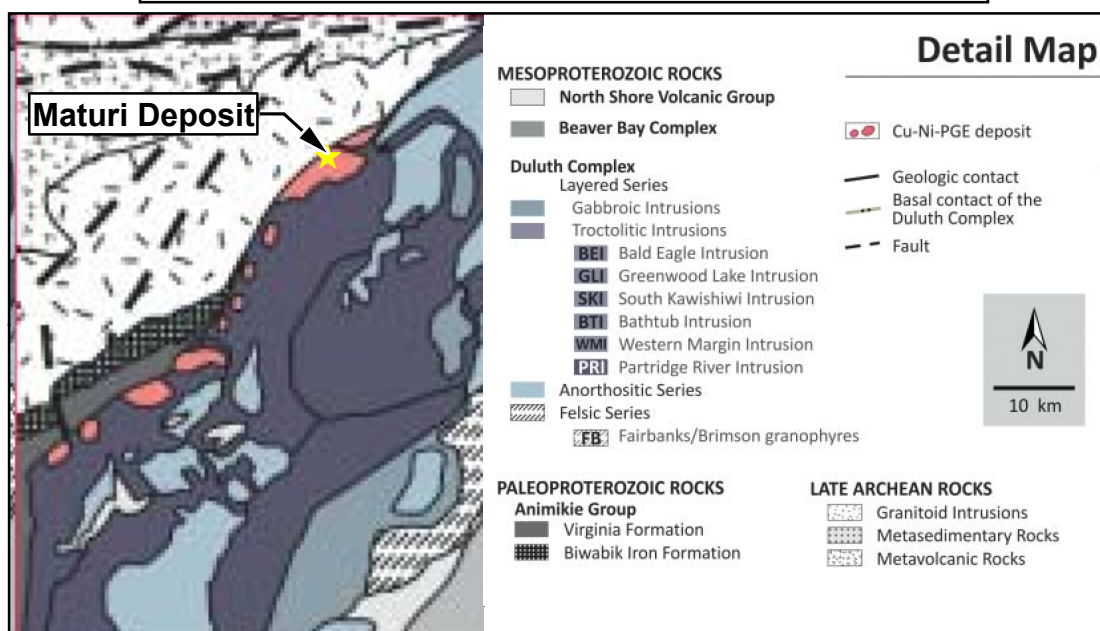 Detail Map
Maturi Deposit
MESOPROTEROZOIC ROCKS
North Shore Volcanic Group
Beaver Bay Complex
Duluth Complex
Layered Series
Gabbroic Intrusions
Troctolitic Intrusions
BEI Bald Eagle Intrusion
GLI Greenwood Lake Intrusion
SKI South Kawishiwi Intrusion
BTI Bathtub Intrusion
WMI Western Margin Intrusion
PRI Partridge River Intrusion
Anorthositic Series
Felsic Series
FB Fairbanks/Brimson granophyres
Cu-Ni-PGE deposit
Geologic contact
Basal contact of the
Duluth Complex
Fault
N
10 km
PALEOPROTEROZOIC ROCKS
Animikie Group
Virginia Formation
Biwabik Iron Formation
LATE ARCHEAN ROCKS
Granitoid Intrusions
Metasedimentary Rocks
Metavolcanic Rocks